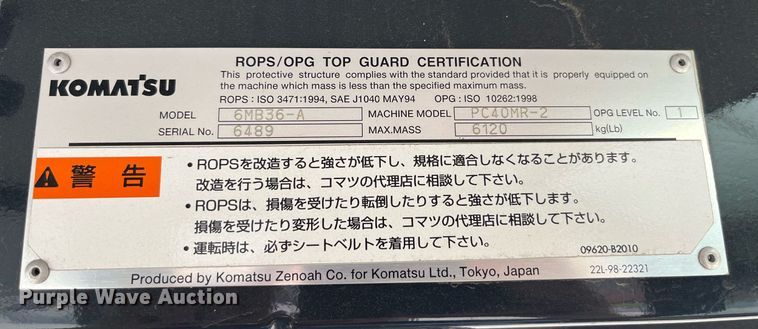 ROPS/OPG TOP GUARD CERTIFICATION
KOMATSU
This protective structure complies with the standard provided that it is properly equipped on
the machine which mass is less than the specified maximum mass.
ROPS : ISO 3471:1994, SAE J1040 MAY94 OPG : ISO 10262:1998
MODEL 6MB36-A MACHINE MODEL PC40MR-2 OPG LEVEL No. 1
SERIAL No. 6489 MAX.MASS 6120 kg(Lb)
警告
・ROPSを改造すると強さが低下し、規格に適合しなくなることがあります。
改造を行う場合は、コマツの代理店に相談して下さい。
・ROPSは、損傷を受けたり転倒したりすると強さが低下します。
損傷を受けたり変形した場合は、コマツの代理店に相談して下さい。
・運転時は、必ずシートベルトを着用して下さい。
09620-B2010
Produced by Komatsu Zenoah Co. for Komatsu Ltd., Tokyo, Japan 22L-98-22321
Purple Wave Auction